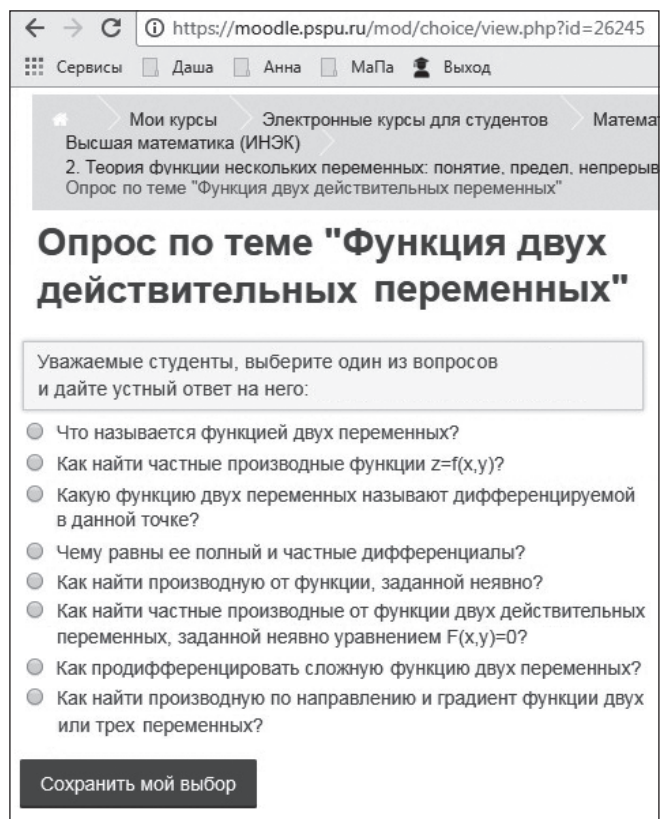 https://moodle.pspu.ru/mod/choice/view.php?id=26245
Сервисы Даша Анна МаПа Выход
Мои курсы Электронные курсы для студентов Матема
Высшая математика (ИНЭК)
2. Теория функции нескольких переменных: понятие, предел, непрерыв
Опрос по теме "Функция двух действительных переменных"
Опрос по теме "Функция двух
действительных переменных"
Уважаемые студенты, выберите один из вопросов
и дайте устный ответ на него:
Что называется функцией двух переменных?
Как найти частные производные функции z=f(x,y)?
Какую функцию двух переменных называют дифференцируемой
в данной точке?
Чему равны ее полный и частные дифференциалы?
Как найти производную от функции, заданной неявно?
Как найти частные производные от функции двух действительных
переменных, заданной неявно уравнением F(x,y)=0?
Как продифференцировать сложную функцию двух переменных?
Как найти производную по направлению и градиент функции двух
или трех переменных?
Сохранить мой выбор